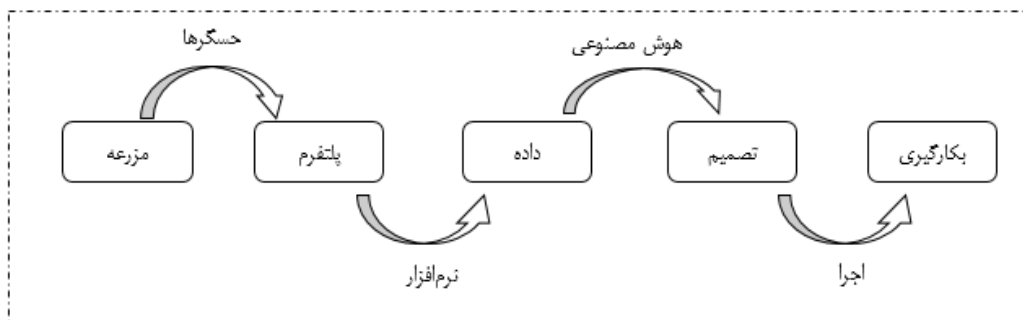 حسگرها
هوش مصنوعی
مزرعه
پلتفرم
داده
تصمیم
بکارگیری
نرم‌افزار
اجرا